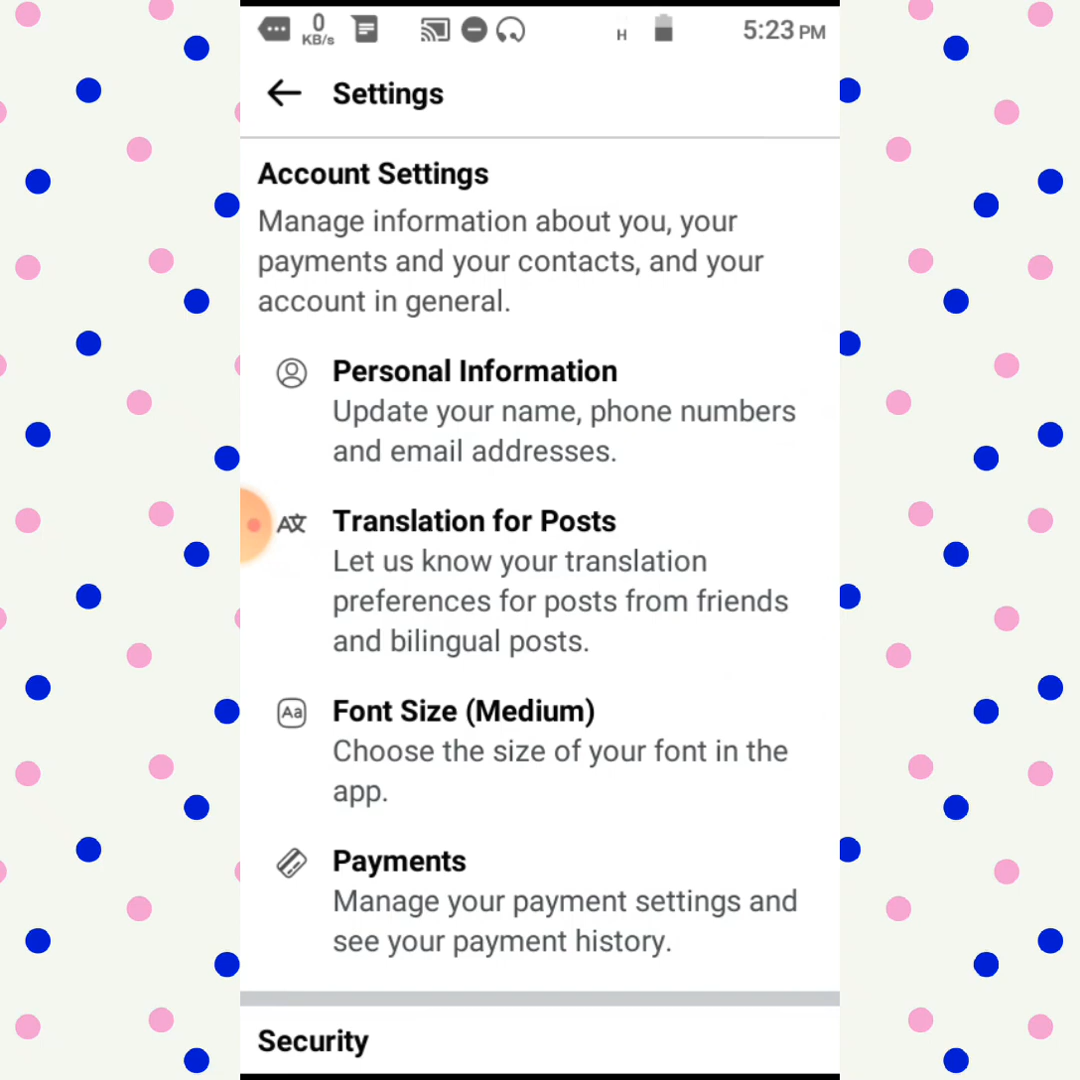 0
KB/s
H
5:23 PM
Settings
Account Settings
Manage information about you, your
payments and your contacts, and your
account in general.
Personal Information
Update your name, phone numbers
and email addresses.
A文
Translation for Posts
Let us know your translation
preferences for posts from friends
and bilingual posts.
Aa
Font Size (Medium)
Choose the size of your font in the
app.
Payments
Manage your payment settings and
see your payment history.
Security